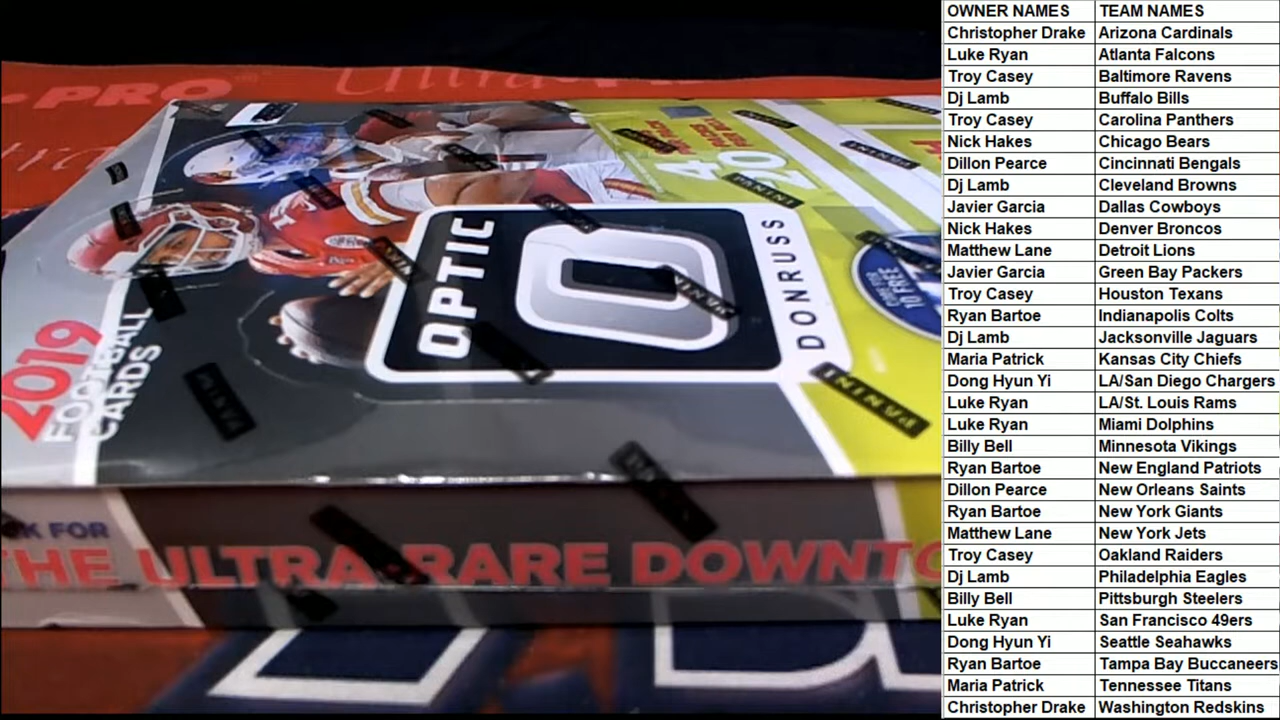 PRO
2019
FOOTBALL
CARDS
OPTIC
DONRUSS
4
20
10 FREE
PANINI
THE ULTRA-RARE DOWNTO
OWNER NAMES TEAM NAMES
Christopher Drake Arizona Cardinals
Luke Ryan Atlanta Falcons
Troy Casey Baltimore Ravens
Dj Lamb Buffalo Bills
Troy Casey Carolina Panthers
Nick Hakes Chicago Bears
Dillon Pearce Cincinnati Bengals
Dj Lamb Cleveland Browns
Javier Garcia Dallas Cowboys
Nick Hakes Denver Broncos
Matthew Lane Detroit Lions
Javier Garcia Green Bay Packers
Troy Casey Houston Texans
Ryan Bartoe Indianapolis Colts
Dj Lamb Jacksonville Jaguars
Maria Patrick Kansas City Chiefs
Dong Hyun Yi LA/San Diego Chargers
Luke Ryan LA/St. Louis Rams
Luke Ryan Miami Dolphins
Billy Bell Minnesota Vikings
Ryan Bartoe New England Patriots
Dillon Pearce New Orleans Saints
Ryan Bartoe New York Giants
Matthew Lane New York Jets
Troy Casey Oakland Raiders
Dj Lamb Philadelphia Eagles
Billy Bell Pittsburgh Steelers
Luke Ryan San Francisco 49ers
Dong Hyun Yi Seattle Seahawks
Ryan Bartoe Tampa Bay Buccaneers
Maria Patrick Tennessee Titans
Christopher Drake Washington Redskins